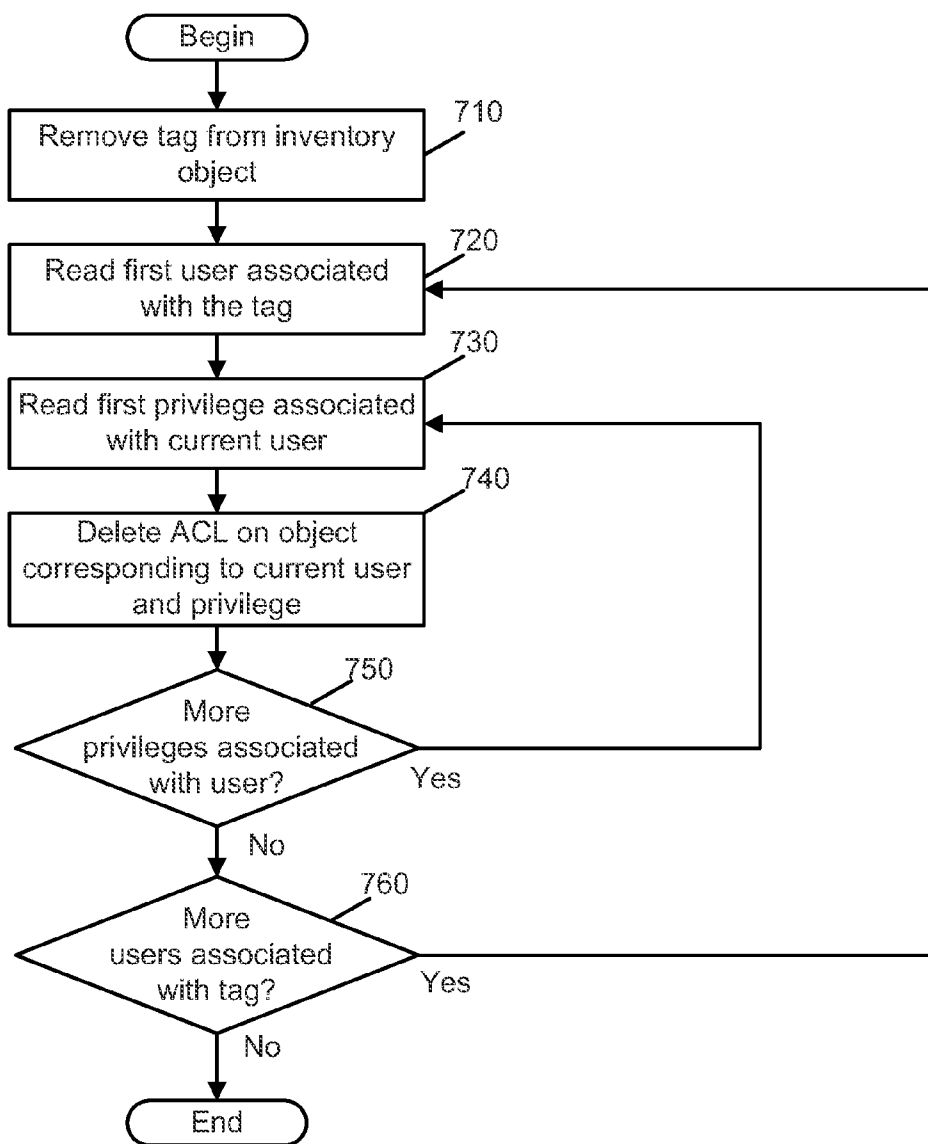 Begin
710
Remove tag from inventory
object
720
Read first user associated
with the tag
730
Read first privilege associated
with current user
740
Delete ACL on object
corresponding to current user
and privilege
750
More
privileges associated
with user?
Yes
No
760
More
users associated
with tag?
Yes
No
End